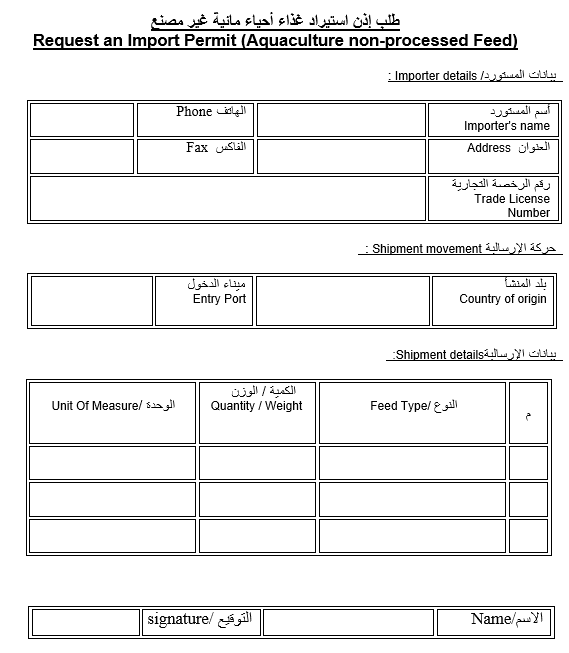 طلب إذن استيراد غذاء أحياء مائية غير مصنع
Request an Import Permit (Aquaculture non-processed Feed)
بيانات المستورد/ Importer details :
أسم المستورد
Importer's name
الهاتف Phone
العنوان Address
الفاكس Fax
رقم الرخصة التجارية
Trade License
Number
حركة الإرسالية Shipment movement :
بلد المنشأ
Country of origin
ميناء الدخول
Entry Port
بيانات الإرسالية Shipment details:
م
النوع /Feed Type
الكمية / الوزن
Quantity / Weight
الوحدة /Unit Of Measure
الاسم/Name
التوقيع /signature